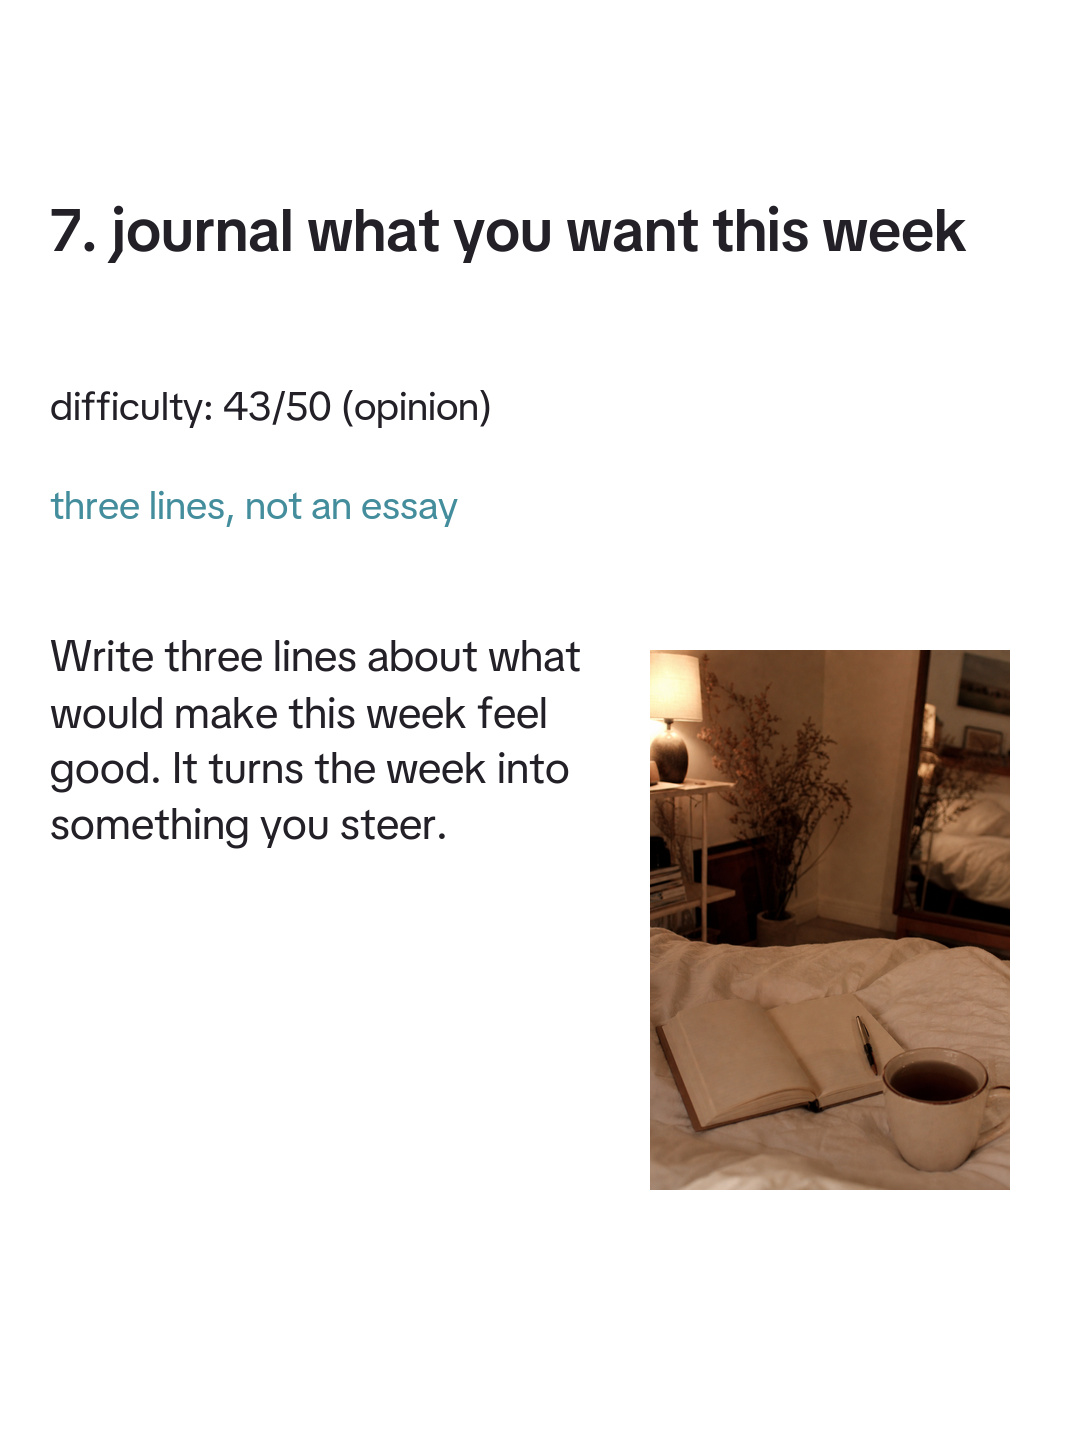 7. journal what you want this week
difficulty: 43/50 (opinion)
three lines, not an essay
Write three lines about what
would make this week feel
good. It turns the week into
something you steer.